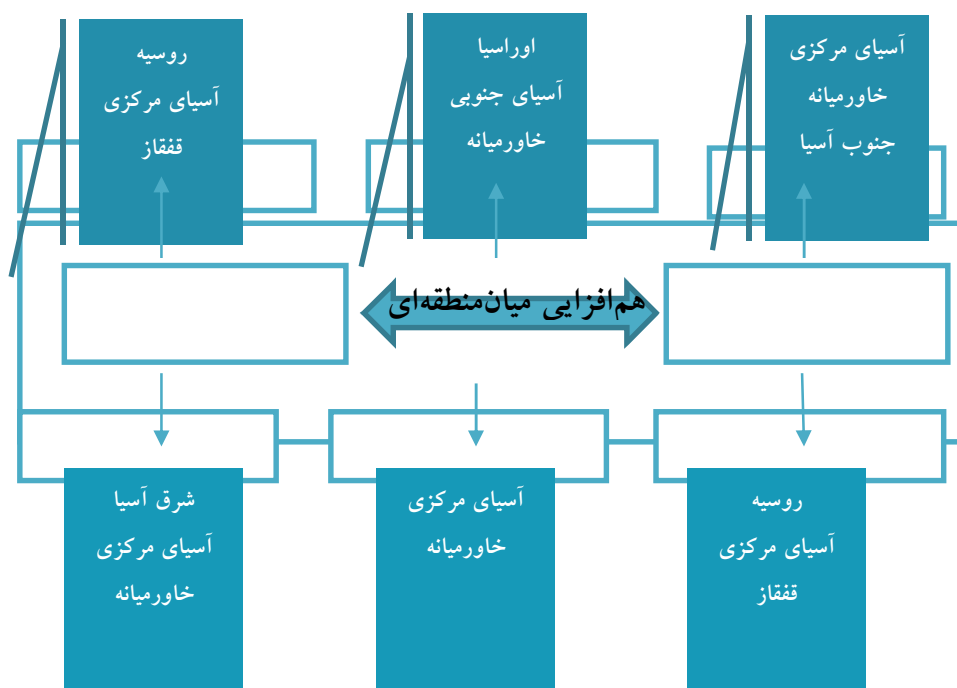 آسیای مرکزی
خاورمیانه
جنوب آسیا
اوراسیا
آسیای جنوبی
خاورمیانه
روسیه
آسیای مرکزی
قفقاز
هم‌افزایی میان‌منطقه‌ای
روسیه
آسیای مرکزی
قفقاز
آسیای مرکزی
خاورمیانه
شرق آسیا
آسیای مرکزی
خاورمیانه